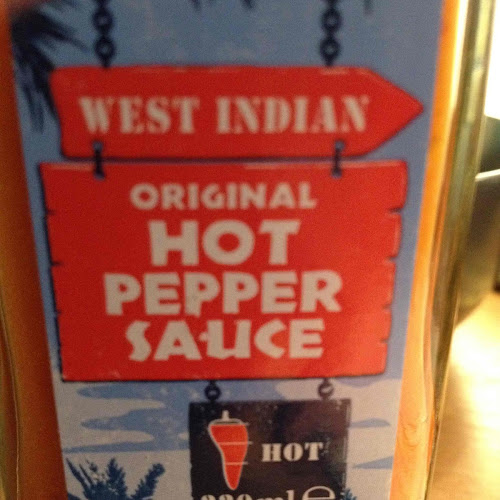 WEST INDIAN
ORIGINAL
HOT
PEPPER
SAUCE
HOT